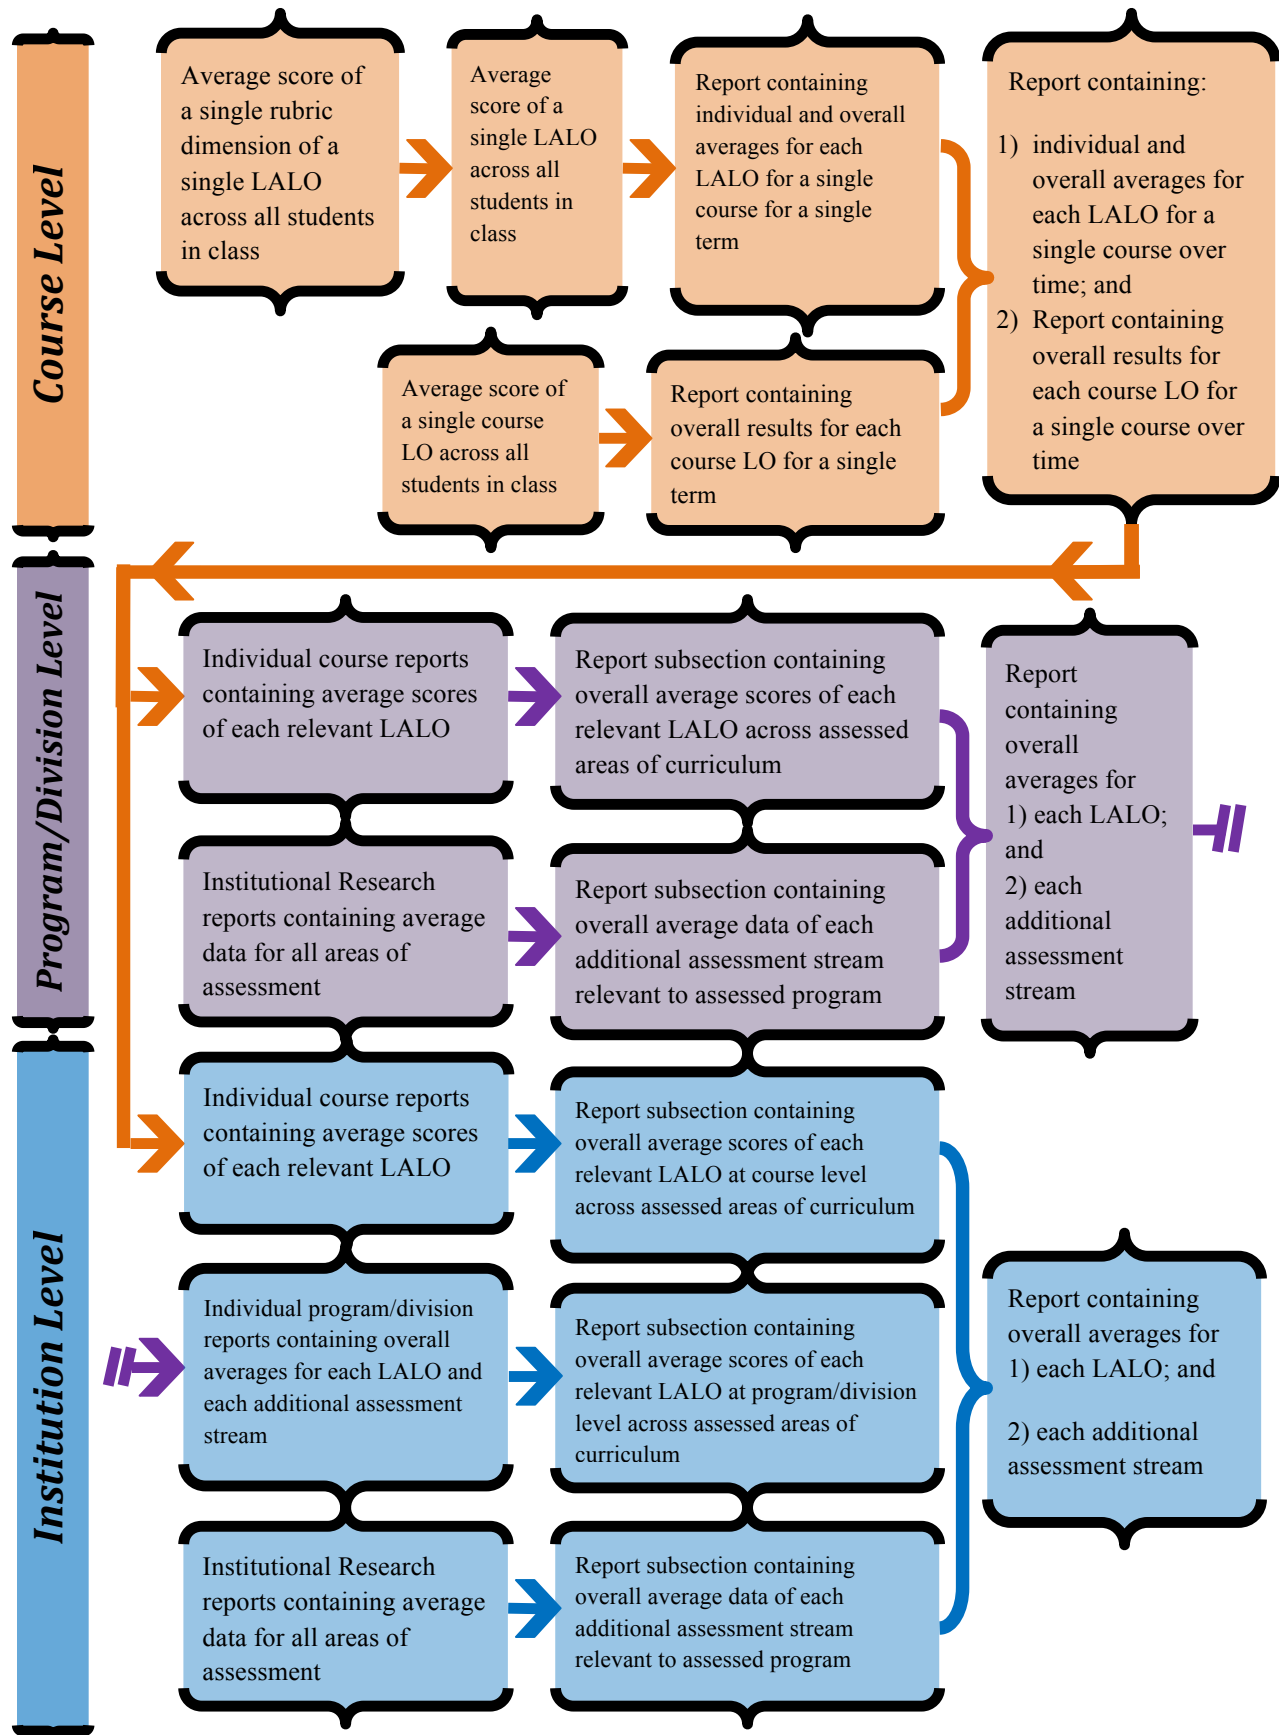 Course Level
Average score of
a single rubric
dimension of a
single LALO
across all students
in class
Average
score of a
single LALO
across all
students in
class
Report containing
individual and overall
averages for each
LALO for a single
course for a single
term
Report containing:
1) individual and
overall averages for
each LALO for a
single course over
time; and
2) Report containing
overall results for
each course LO for
a single course over
time
Average score of
a single course
LO across all
students in class
Report containing
overall results for each
course LO for a single
term
Program/Division Level
Individual course reports
containing average scores
of each relevant LALO
Report subsection containing
overall average scores of each
relevant LALO across assessed
areas of curriculum
Report
containing
overall
averages for
1) each LALO;
and
2) each
additional
assessment
stream
Institutional Research
reports containing average
data for all areas of
assessment
Report subsection containing
overall average data of each
additional assessment stream
relevant to assessed program
Institution Level
Individual course reports
containing average scores
of each relevant LALO
Report subsection containing
overall average scores of each
relevant LALO at course level
across assessed areas of curriculum
Individual program/division
reports containing overall
averages for each LALO and
each additional assessment
stream
Report subsection containing
overall average scores of each
relevant LALO at program/division
level across assessed areas of
curriculum
Report containing
overall averages for
1) each LALO; and
2) each additional
assessment stream
Institutional Research
reports containing average
data for all areas of
assessment
Report subsection containing
overall average data of each
additional assessment stream
relevant to assessed program